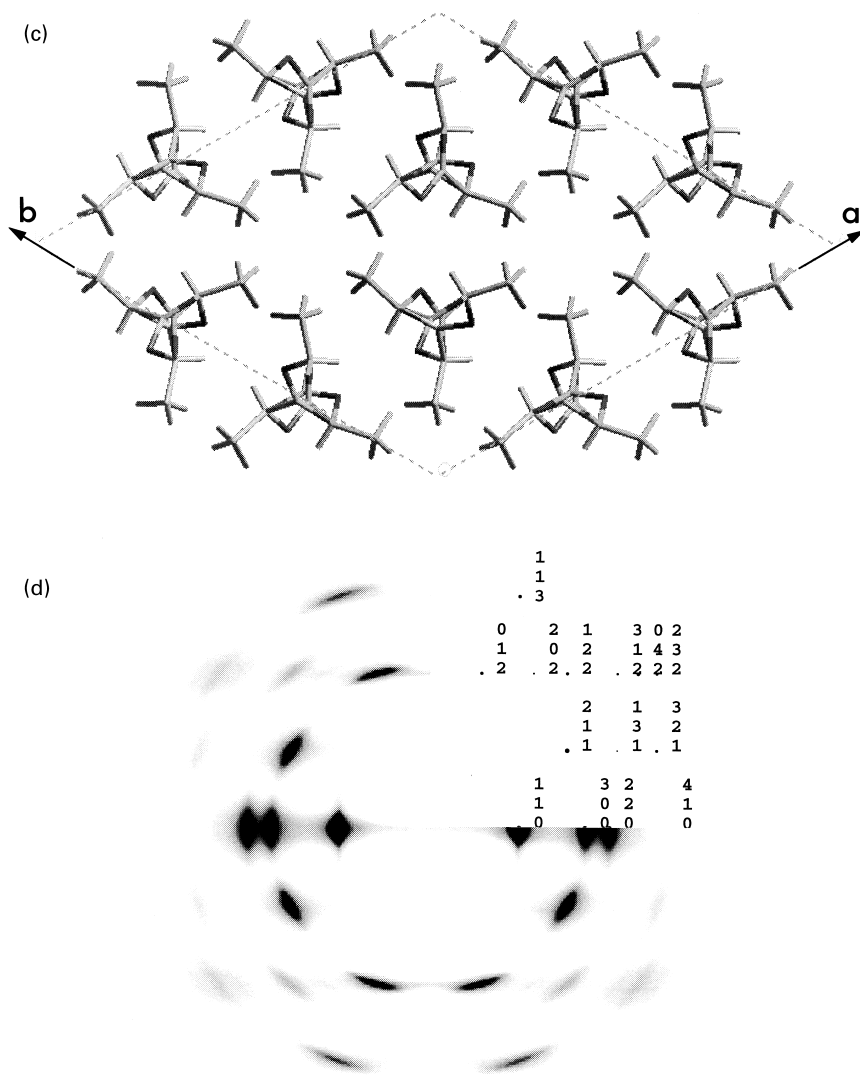 (c)
b a
(d)
1
1
3
0 2 1 3 0 2
1 0 2 1 4 3
2 2 2 2 2 2
2 1 3
1 3 2
1 1 1
1 3 2 4
1 0 2 1
0 0 0 0